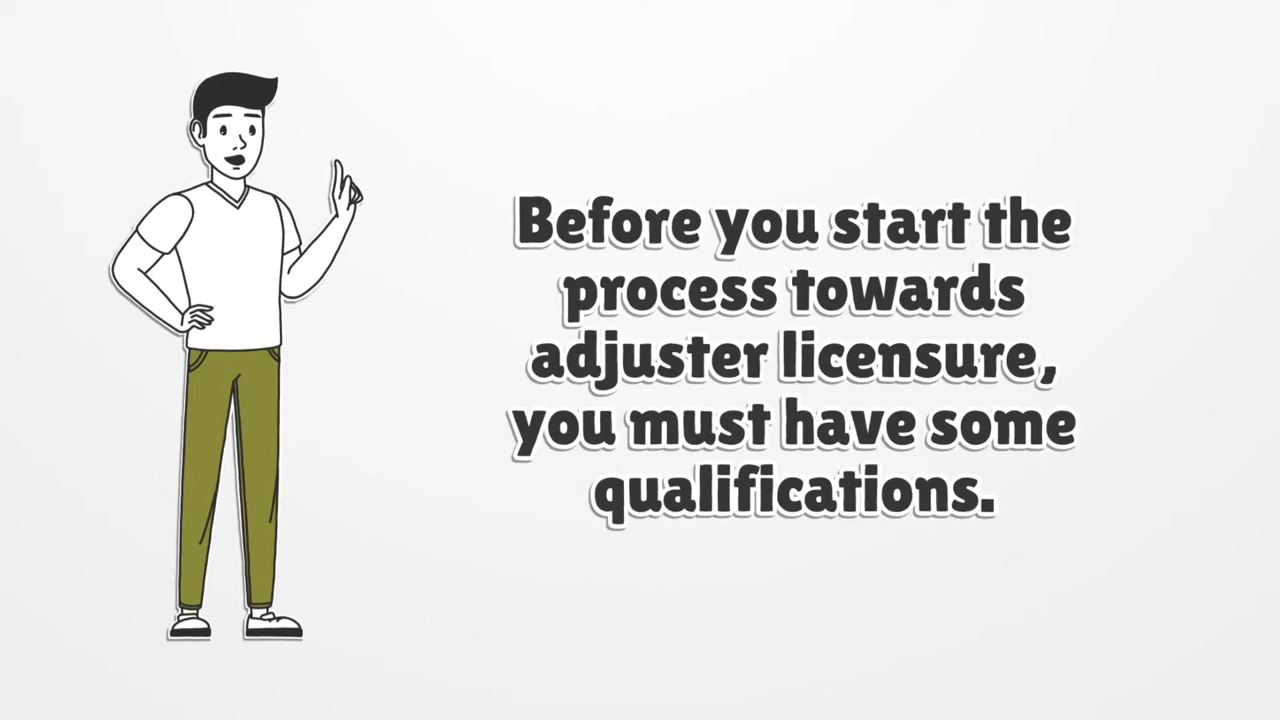 Before you start the
process towards
adjuster licensure,
you must have some
qualifications.